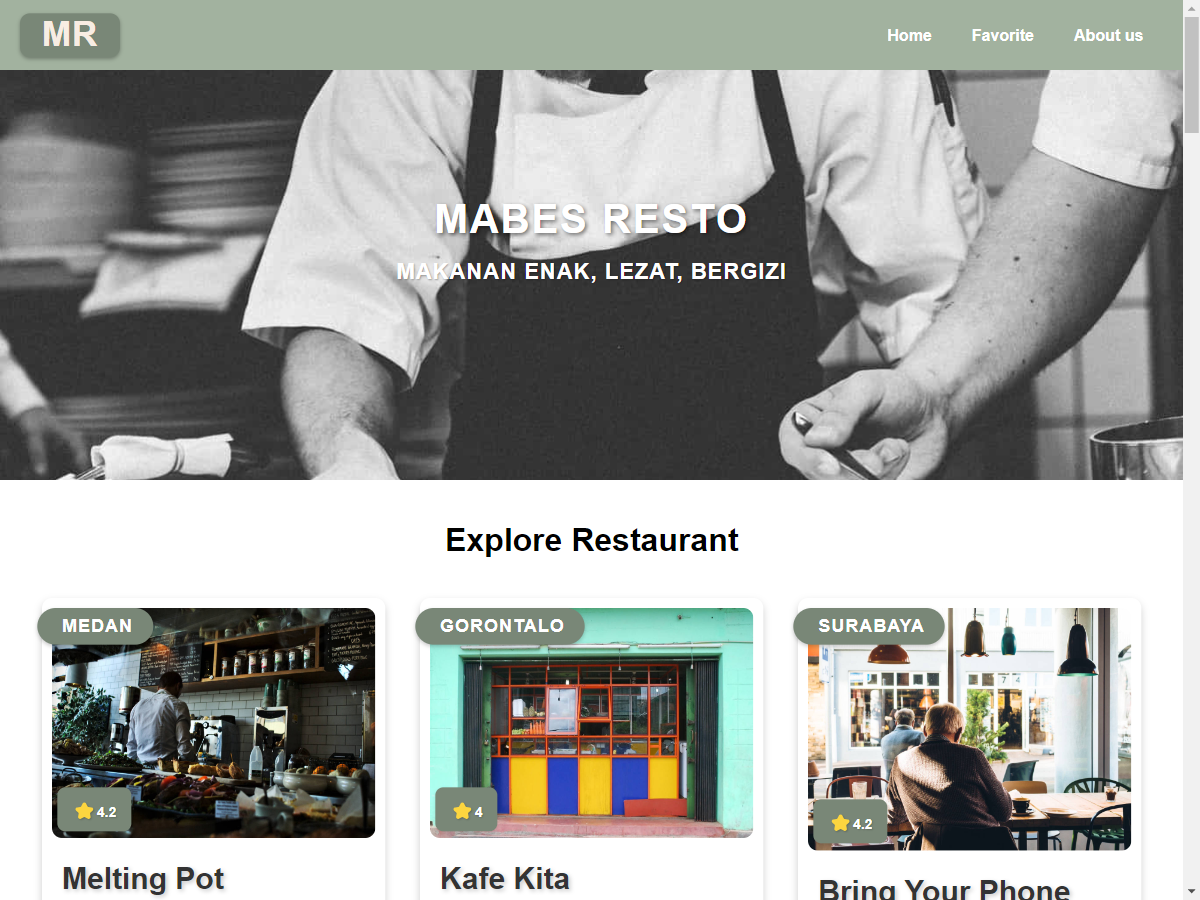 MR
Home
Favorite
About us
MABES RESTO
MAKANAN ENAK, LEZAT, BERGIZI
Explore Restaurant
MEDAN
4.2
Melting Pot
GORONTALO
4
Kafe Kita
SURABAYA
4.2
Bring Your Phone